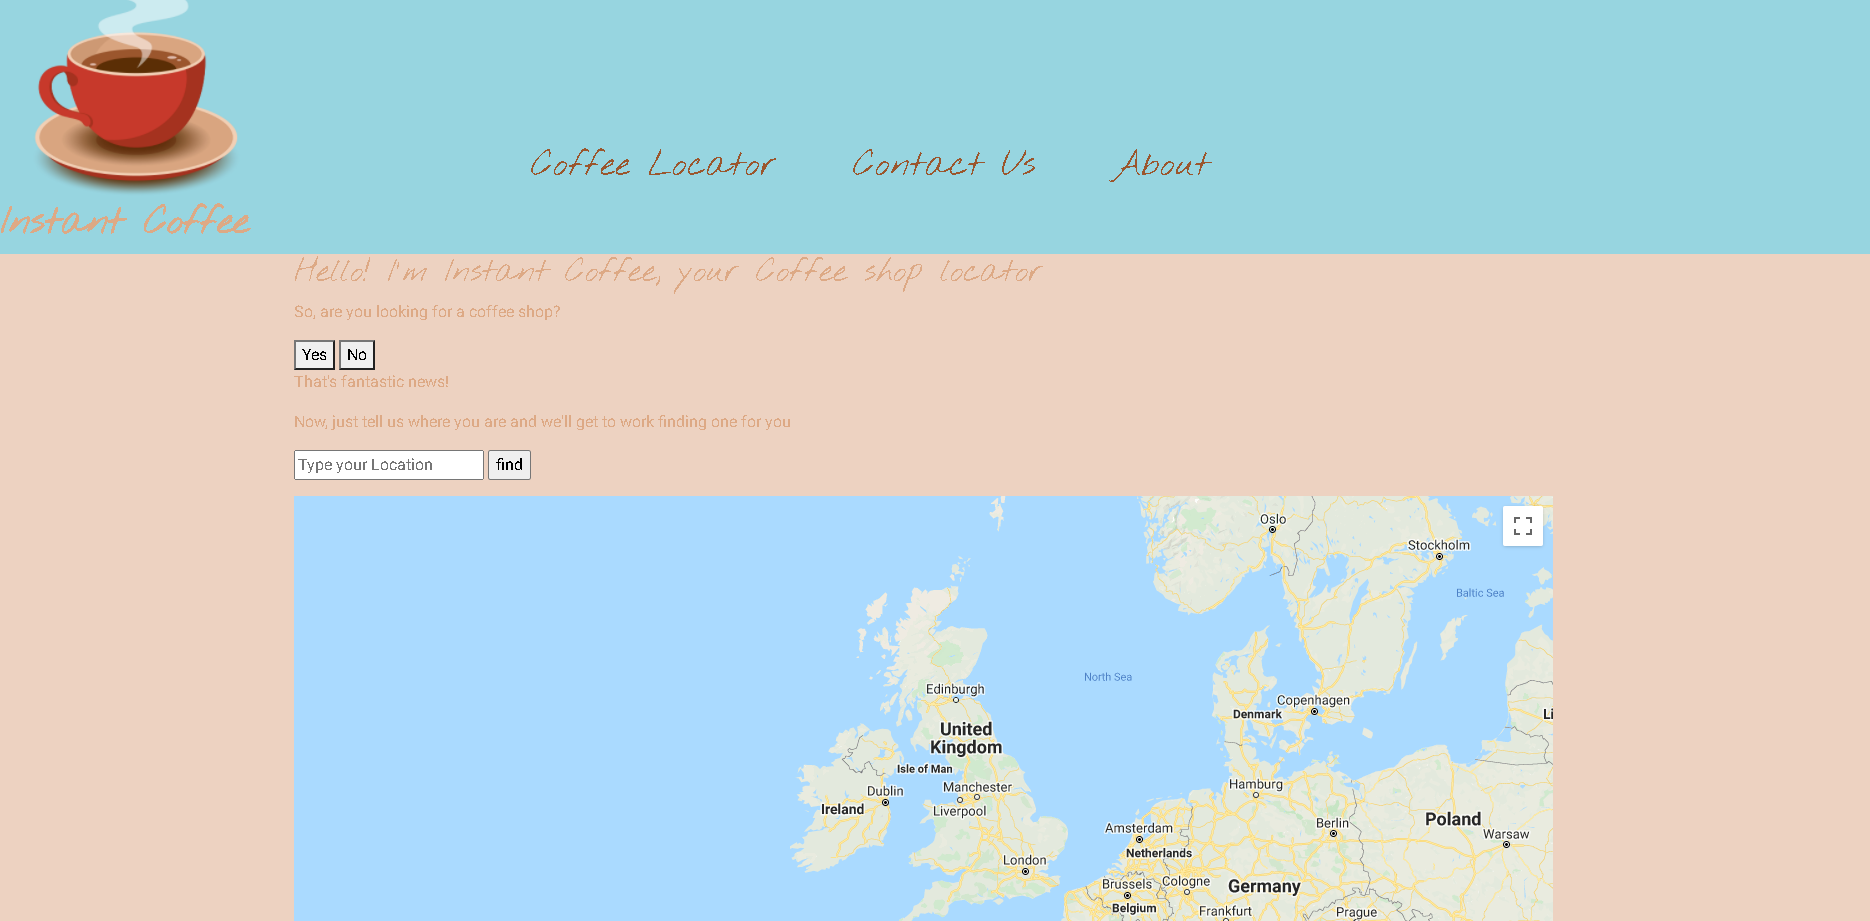 Coffee Locator Contact Us About
Instant Coffee
Hello! I'm Instant Coffee, your Coffee shop locator
So, are you looking for a coffee shop?
Yes No
That's fantastic news!
Now, just tell us where you are and we'll get to work finding one for you
Type your Location find
Oslo
Stockholm
Baltic Sea
North Sea
Edinburgh
Copenhagen
Denmark
Li
United
Kingdom
Isle of Man
Hamburg
Dublin
Manchester
Ireland
Liverpool
Poland
Berlin
Amsterdam
Warsaw
Netherlands
London
Brussels
Cologne
Germany
Belgium
Frankfurt
Prague